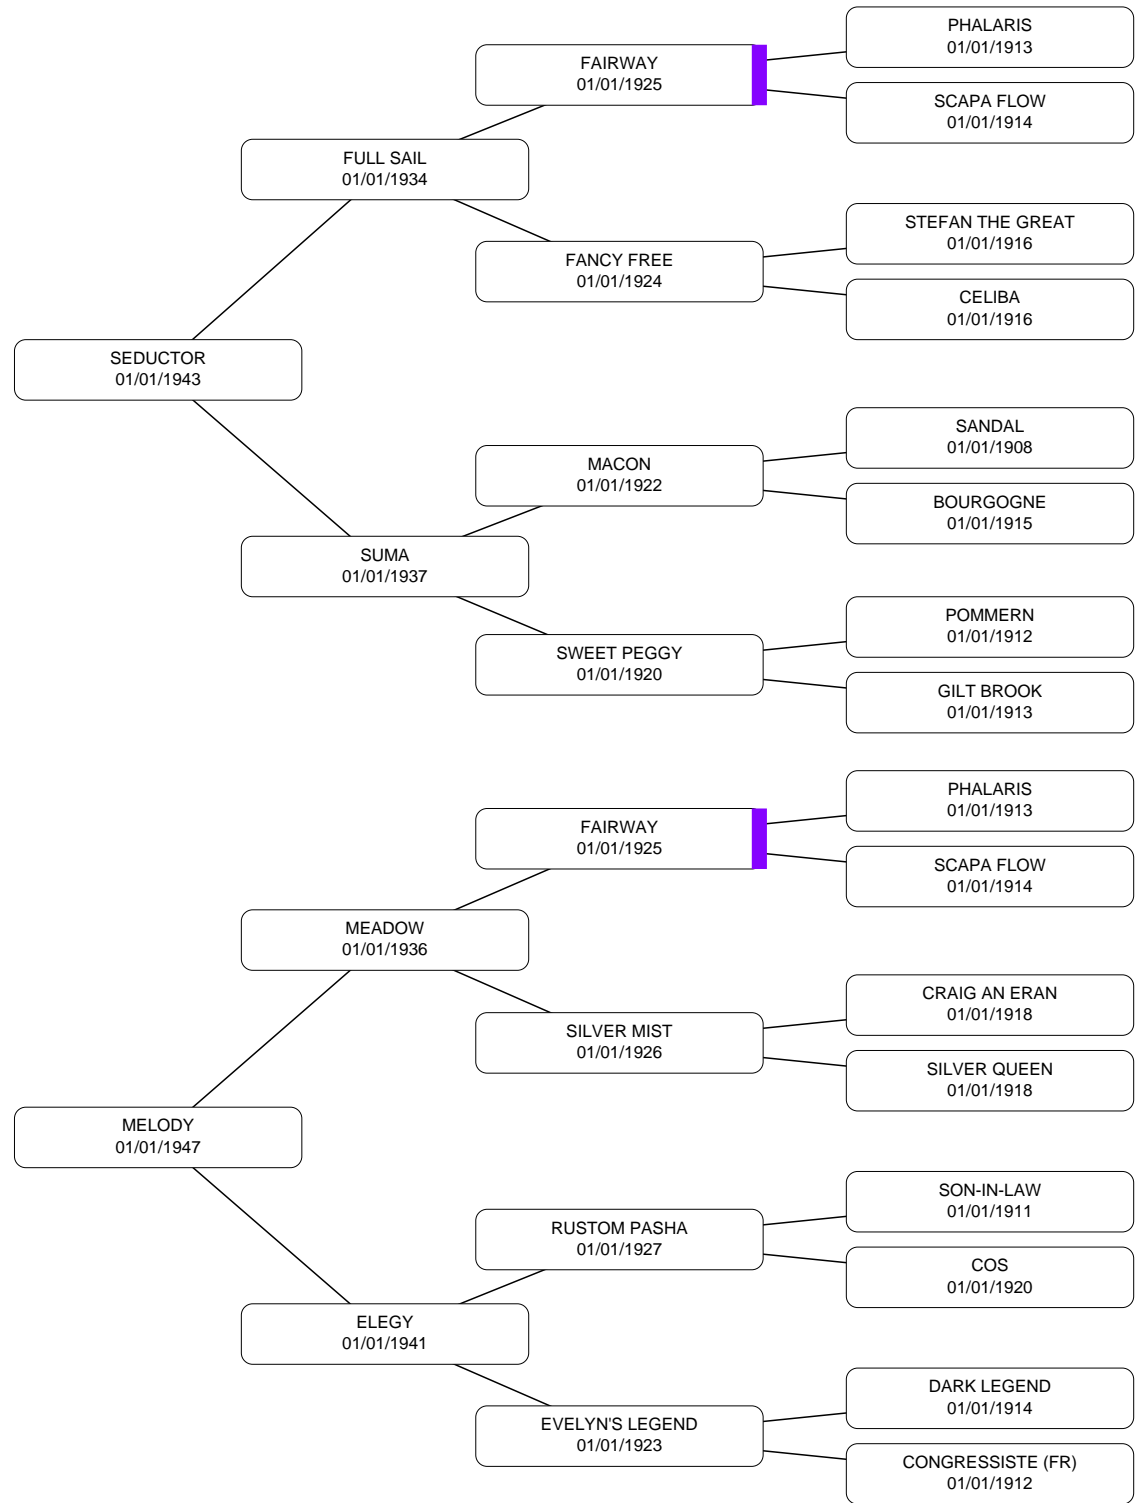 PHALARIS
01/01/1913
FAIRWAY
01/01/1925
SCAPA FLOW
01/01/1914
FULL SAIL
01/01/1934
STEFAN THE GREAT
01/01/1916
FANCY FREE
01/01/1924
CELIBA
01/01/1916
SEDUCTOR
01/01/1943
SANDAL
01/01/1908
MACON
01/01/1922
BOURGOGNE
01/01/1915
SUMA
01/01/1937
POMMERN
01/01/1912
SWEET PEGGY
01/01/1920
GILT BROOK
01/01/1913
PHALARIS
01/01/1913
FAIRWAY
01/01/1925
SCAPA FLOW
01/01/1914
MEADOW
01/01/1936
CRAIG AN ERAN
01/01/1918
SILVER MIST
01/01/1926
SILVER QUEEN
01/01/1918
MELODY
01/01/1947
SON-IN-LAW
01/01/1911
RUSTOM PASHA
01/01/1927
COS
01/01/1920
ELEGY
01/01/1941
DARK LEGEND
01/01/1914
EVELYN'S LEGEND
01/01/1923
CONGRESSISTE (FR)
01/01/1912